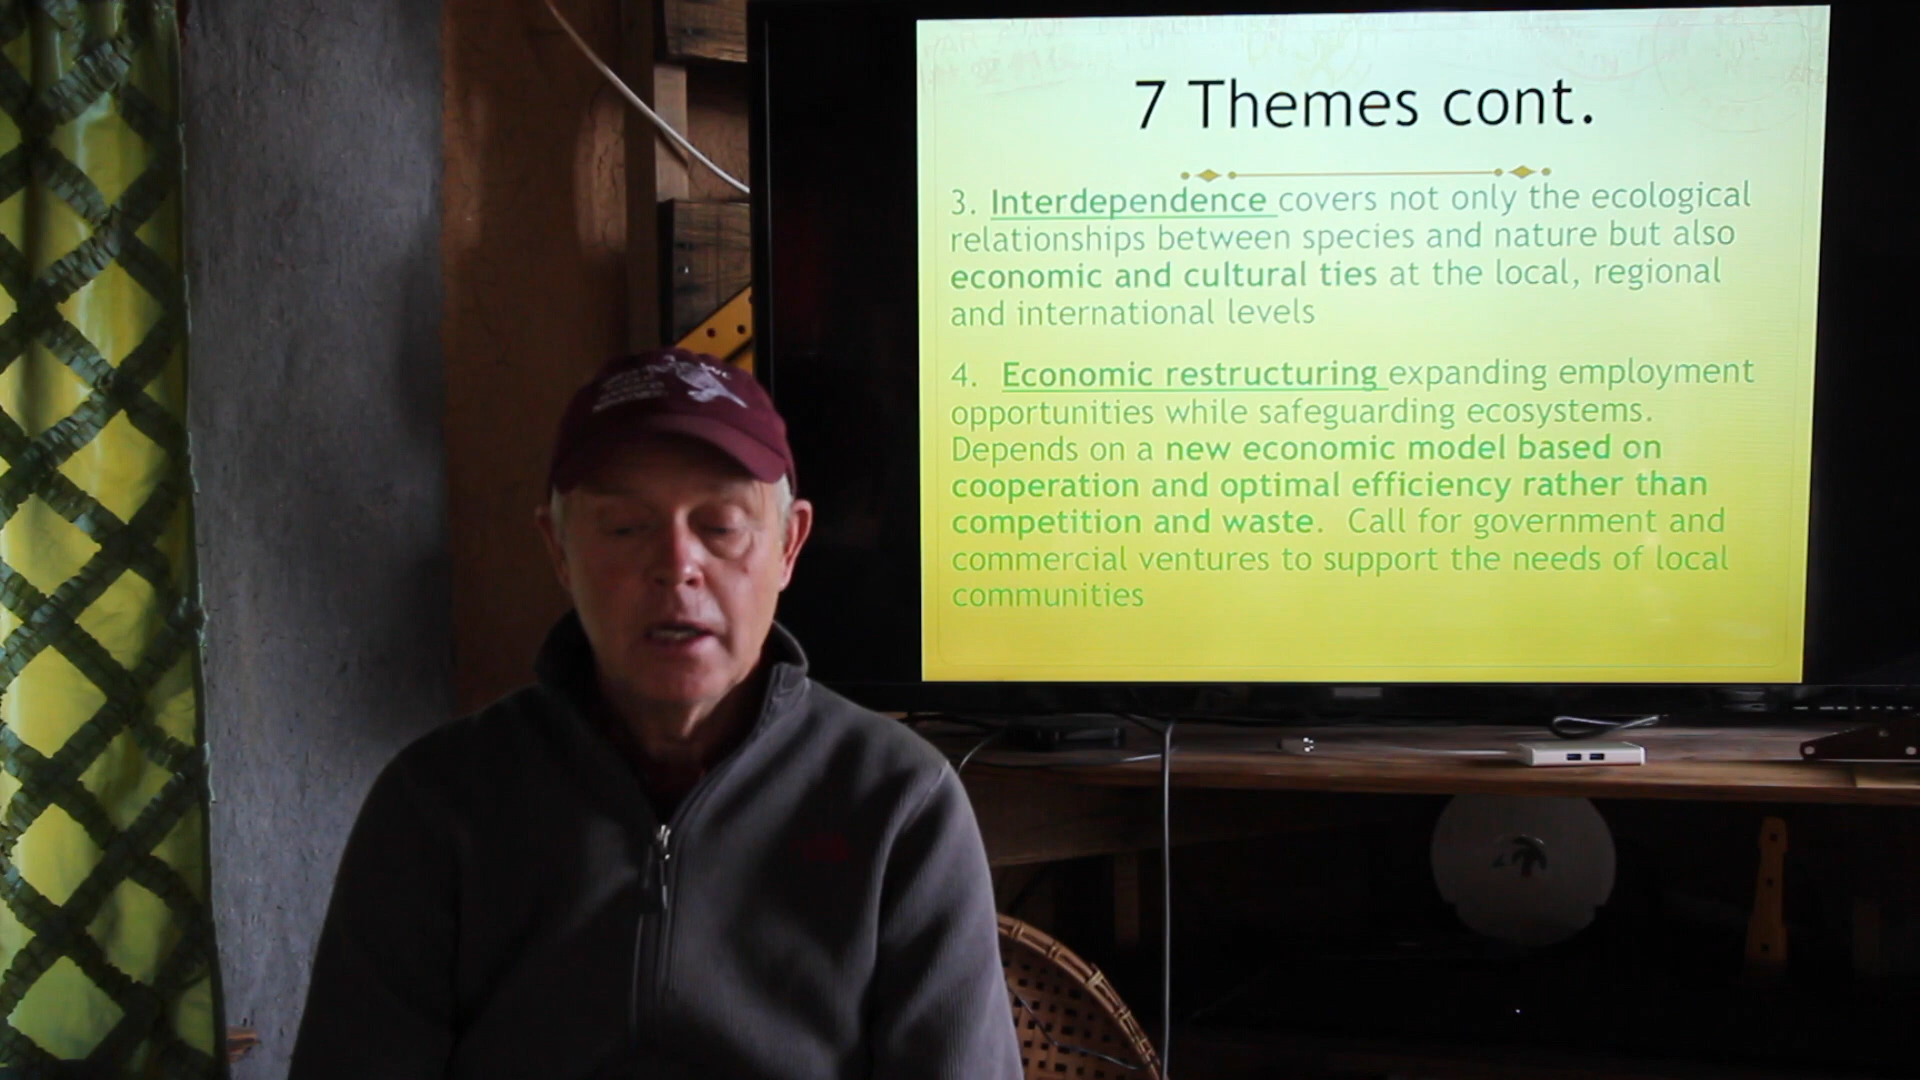 7 Themes cont.
3. Interdependence covers not only the ecological
relationships between species and nature but also
economic and cultural ties at the local, regional
and international levels
4. Economic restructuring expanding employment
opportunities while safeguarding ecosystems.
Depends on a new economic model based on
cooperation and optimal efficiency rather than
competition and waste. Call for government and
commercial ventures to support the needs of local
communities